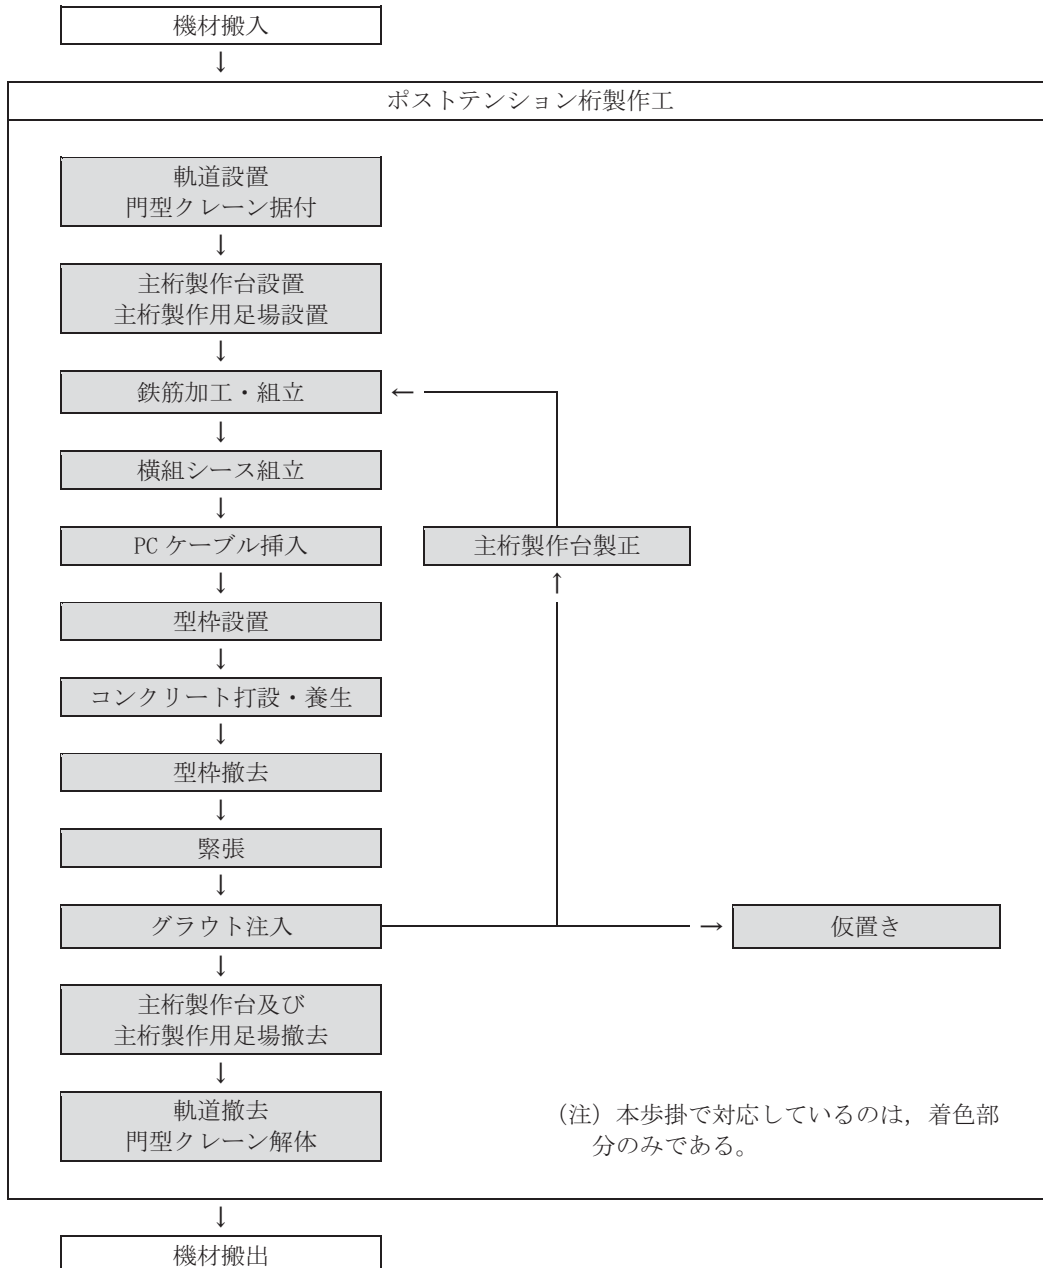 機材搬入
↓
ポストテンション桁製作工
軌道設置
門型クレーン据付
↓
主桁製作台設置
主桁製作用足場設置
↓
鉄筋加工・組立
←
↓
横組シース組立
↓
PC ケーブル挿入
主桁製作台製正
↓
↑
型枠設置
↓
コンクリート打設・養生
↓
型枠撤去
↓
緊張
↓
グラウト注入
→
仮置き
↓
主桁製作台及び
主桁製作用足場撤去
↓
軌道撤去
門型クレーン解体
（注）本歩掛で対応しているのは，着色部
分のみである。
↓
機材搬出